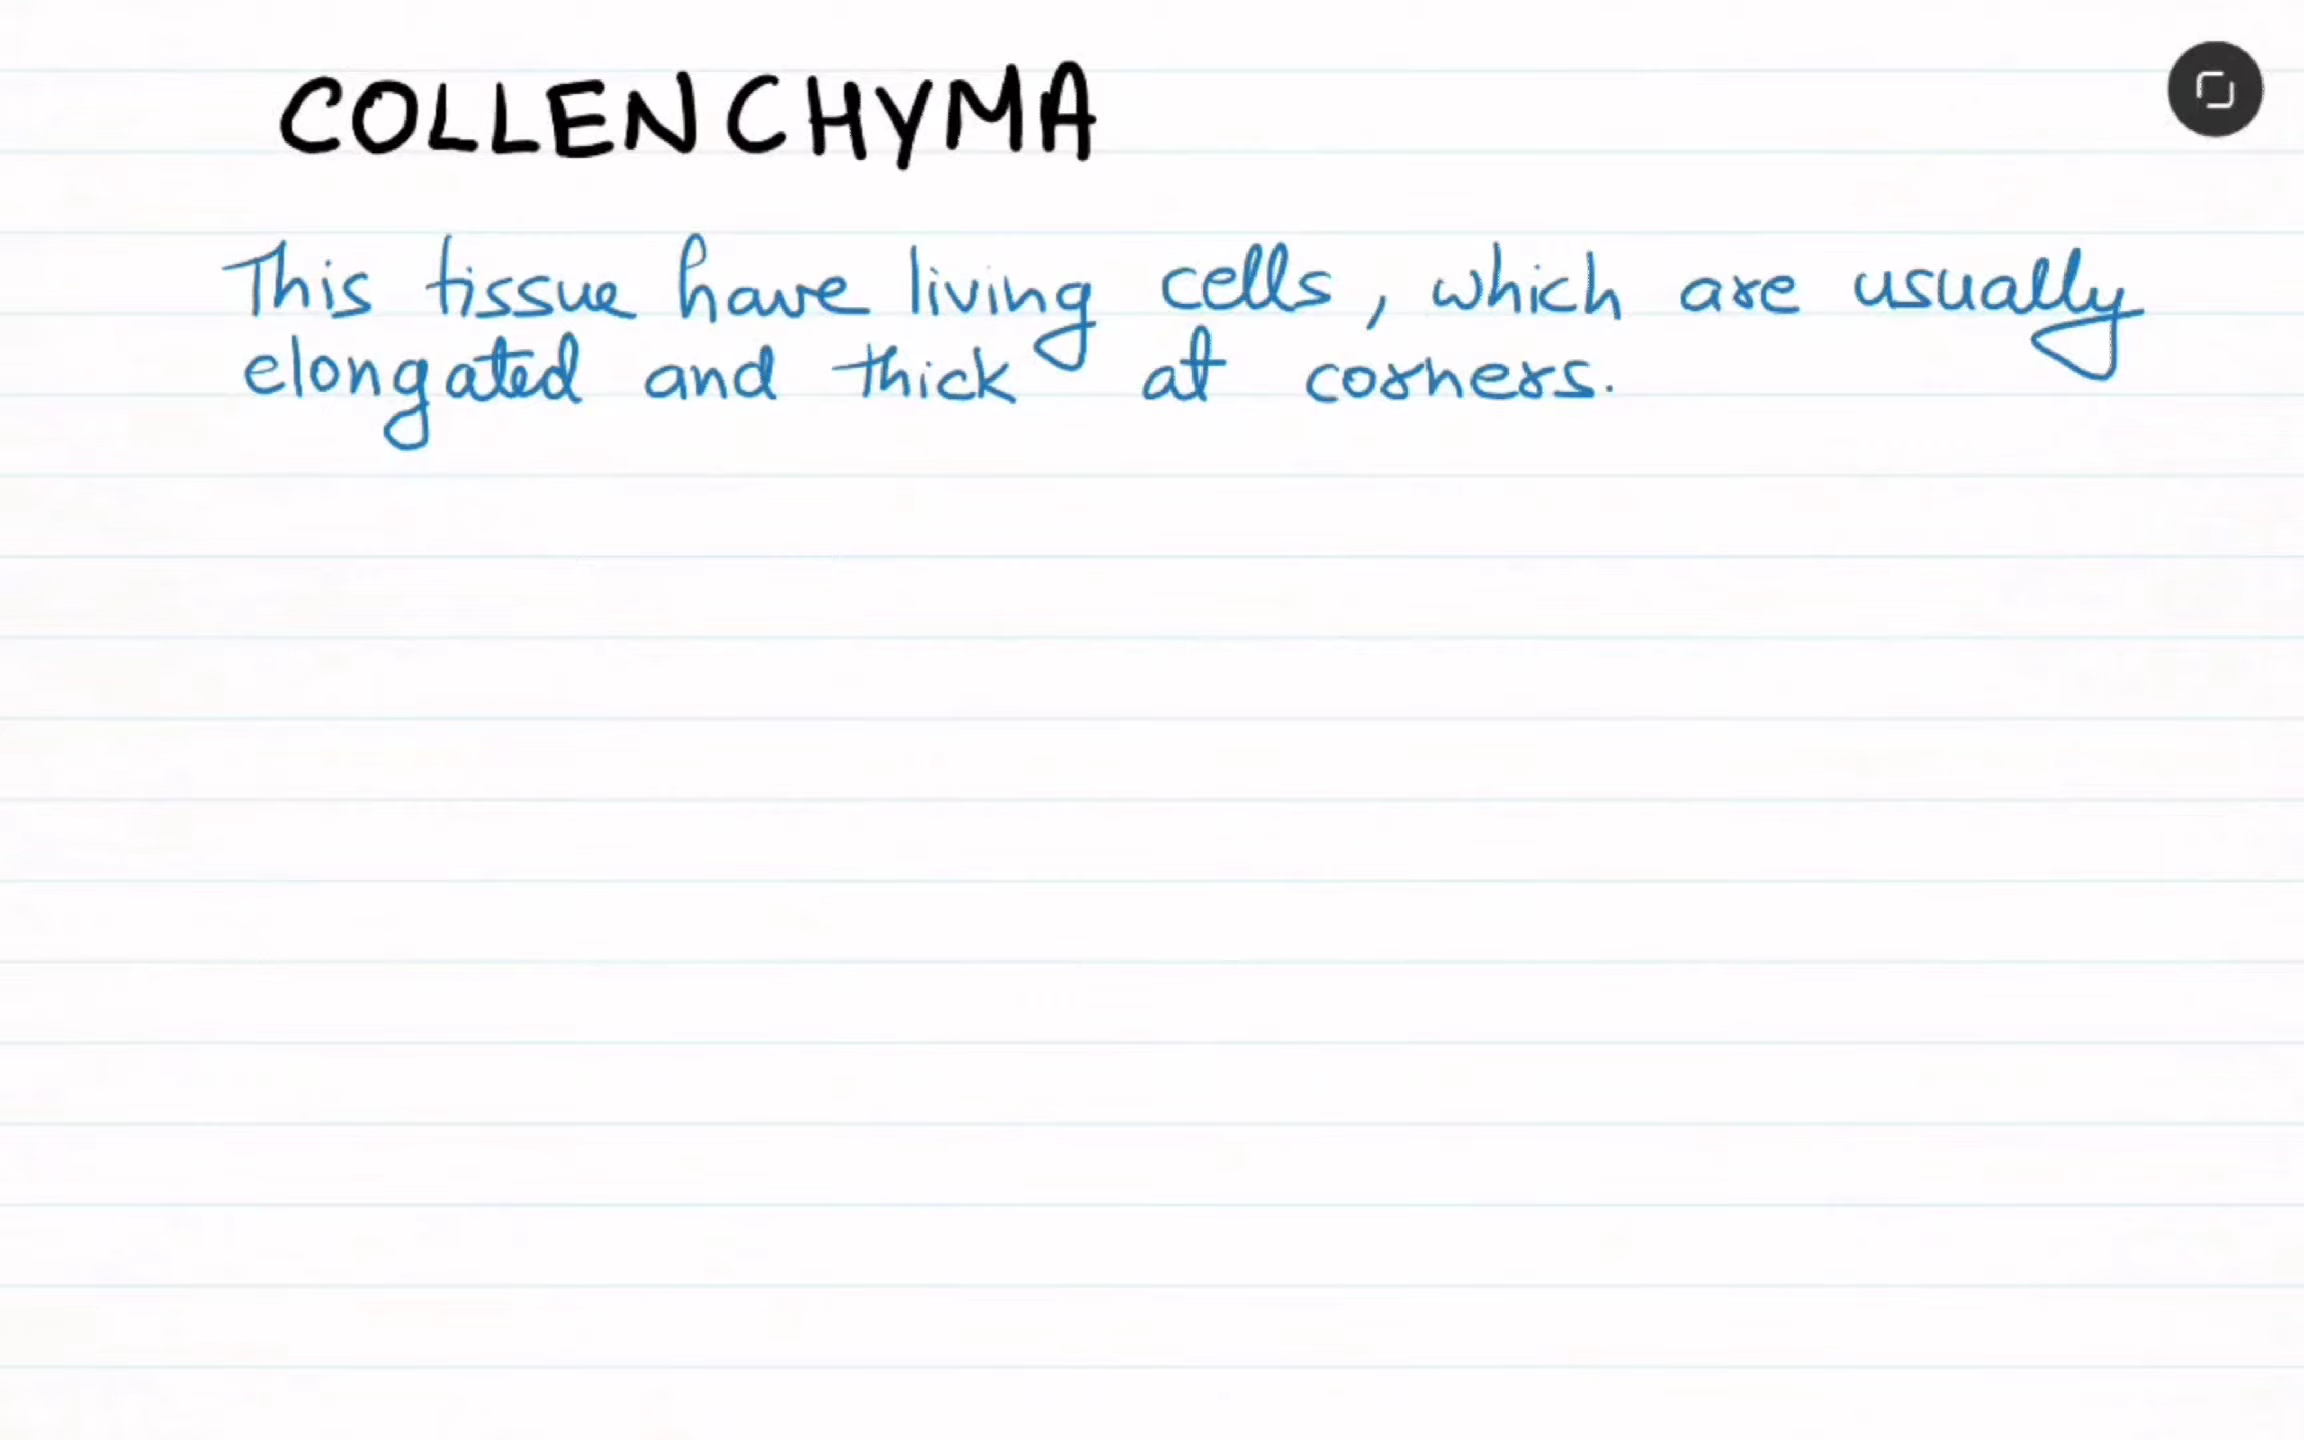 COLLENCHYMA
This tissue have living cells, which are usually
elongated and thick at corners.